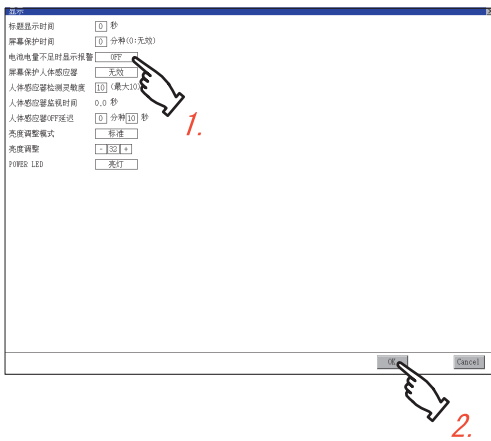 显示
标题显示时间 0 秒
屏幕保护时间 0 分种(0:无效)
电池电量不足时显示报警 OFF
屏幕保护人体感应器 无效
人体感应器检测灵敏度 10 (最大10)
人体感应器监视时间 0.0 秒
人体感应器OFF延迟 0 分种 10 秒
亮度调整模式 标准
亮度调整 - 32 +
POWER LED 亮灯
1.
OK Cancel
2.